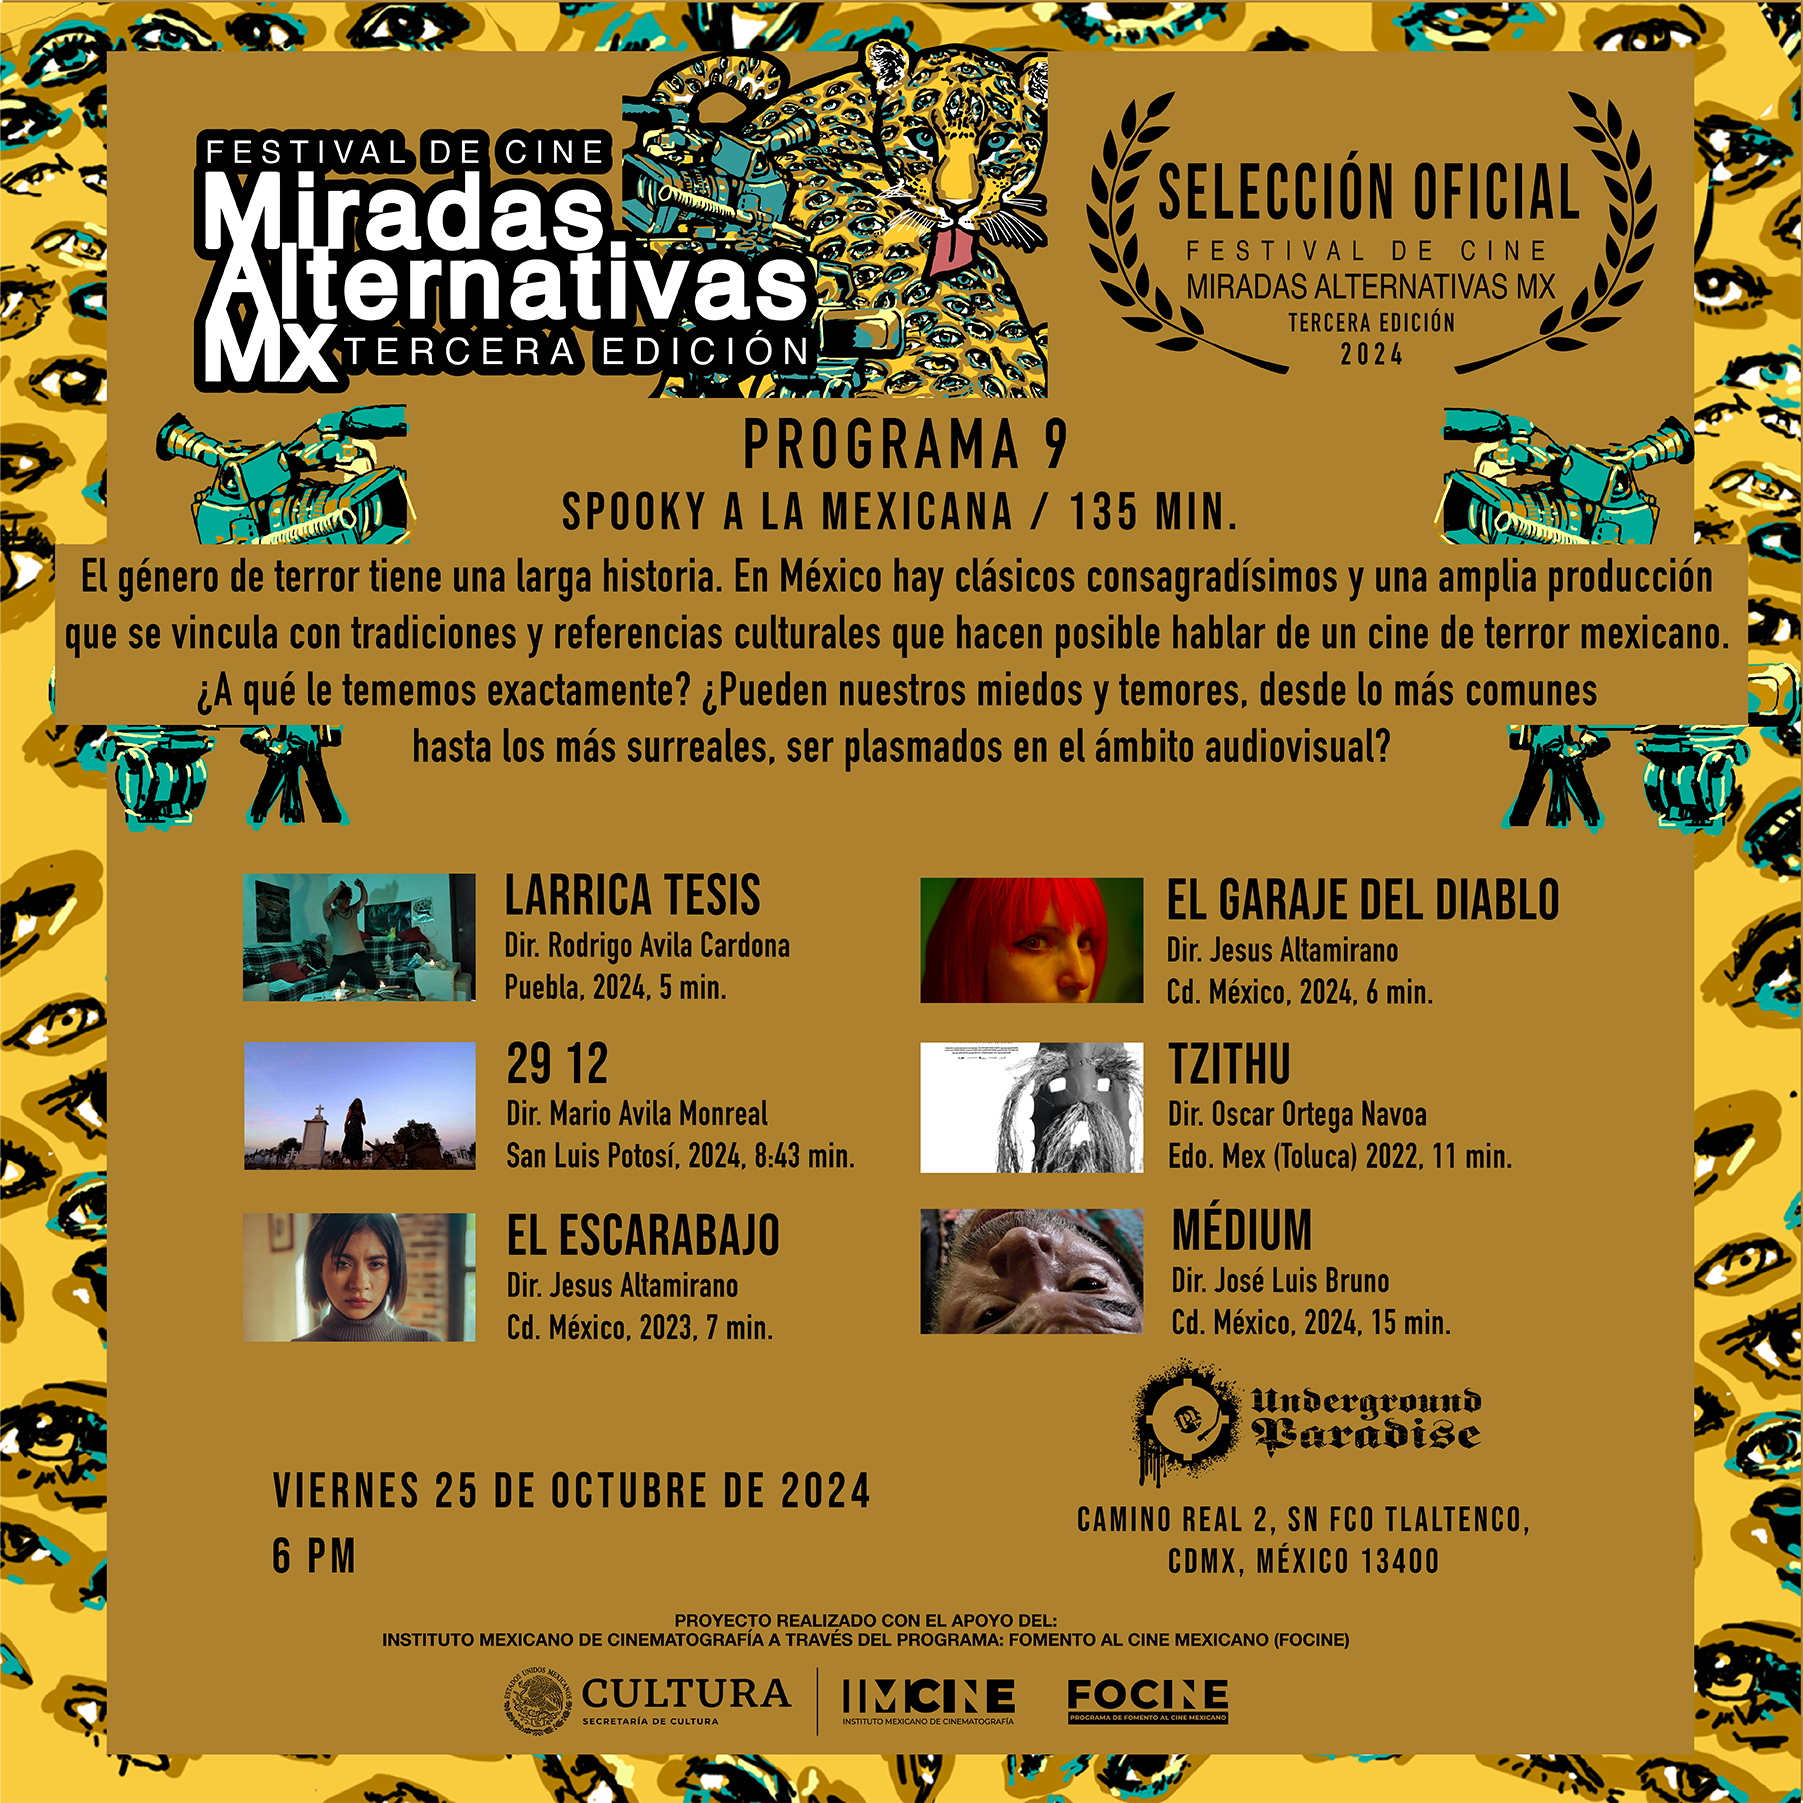 FESTIVAL DE CINE
Miradas
Alternativas
Mx TERCERA EDICIÓN
SELECCIÓN OFICIAL
FESTIVAL DE CINE
MIRADAS ALTERNATIVAS MX
TERCERA EDICIÓN
2024
PROGRAMA 9
SPOOKY A LA MEXICANA / 135 MIN.
El género de terror tiene una larga historia. En México hay clásicos consagradísimos y una amplia producción
que se vincula con tradiciones y referencias culturales que hacen posible hablar de un cine de terror mexicano.
¿A qué le tememos exactamente? ¿Pueden nuestros miedos y temores, desde lo más comunes
hasta los más surreales, ser plasmados en el ámbito audiovisual?
LARRICA TESIS
Dir. Rodrigo Avila Cardona
Puebla, 2024, 5 min.
29 12
Dir. Mario Avila Monreal
San Luis Potosí, 2024, 8:43 min.
EL ESCARABAJO
Dir. Jesus Altamirano
Cd. México, 2023, 7 min.
EL GARAJE DEL DIABLO
Dir. Jesus Altamirano
Cd. México, 2024, 6 min.
TZITHU
Dir. Oscar Ortega Navoa
Edo. Mex (Toluca) 2022, 11 min.
MÉDIUM
Dir. José Luis Bruno
Cd. México, 2024, 15 min.
Underground
Paradise
VIERNES 25 DE OCTUBRE DE 2024
6 PM
CAMINO REAL 2, SN FCO TLALTENCO,
CDMX, MÉXICO 13400
PROYECTO REALIZADO CON EL APOYO DEL:
INSTITUTO MEXICANO DE CINEMATOGRAFÍA A TRAVÉS DEL PROGRAMA: FOMENTO AL CINE MEXICANO (FOCINE)
ESTADOS UNIDOS MEXICANOS
CULTURA
SECRETARÍA DE CULTURA
IMCINE
INSTITUTO MEXICANO DE CINEMATOGRAFÍA
FOCINE
PROGRAMA DE FOMENTO AL CINE MEXICANO